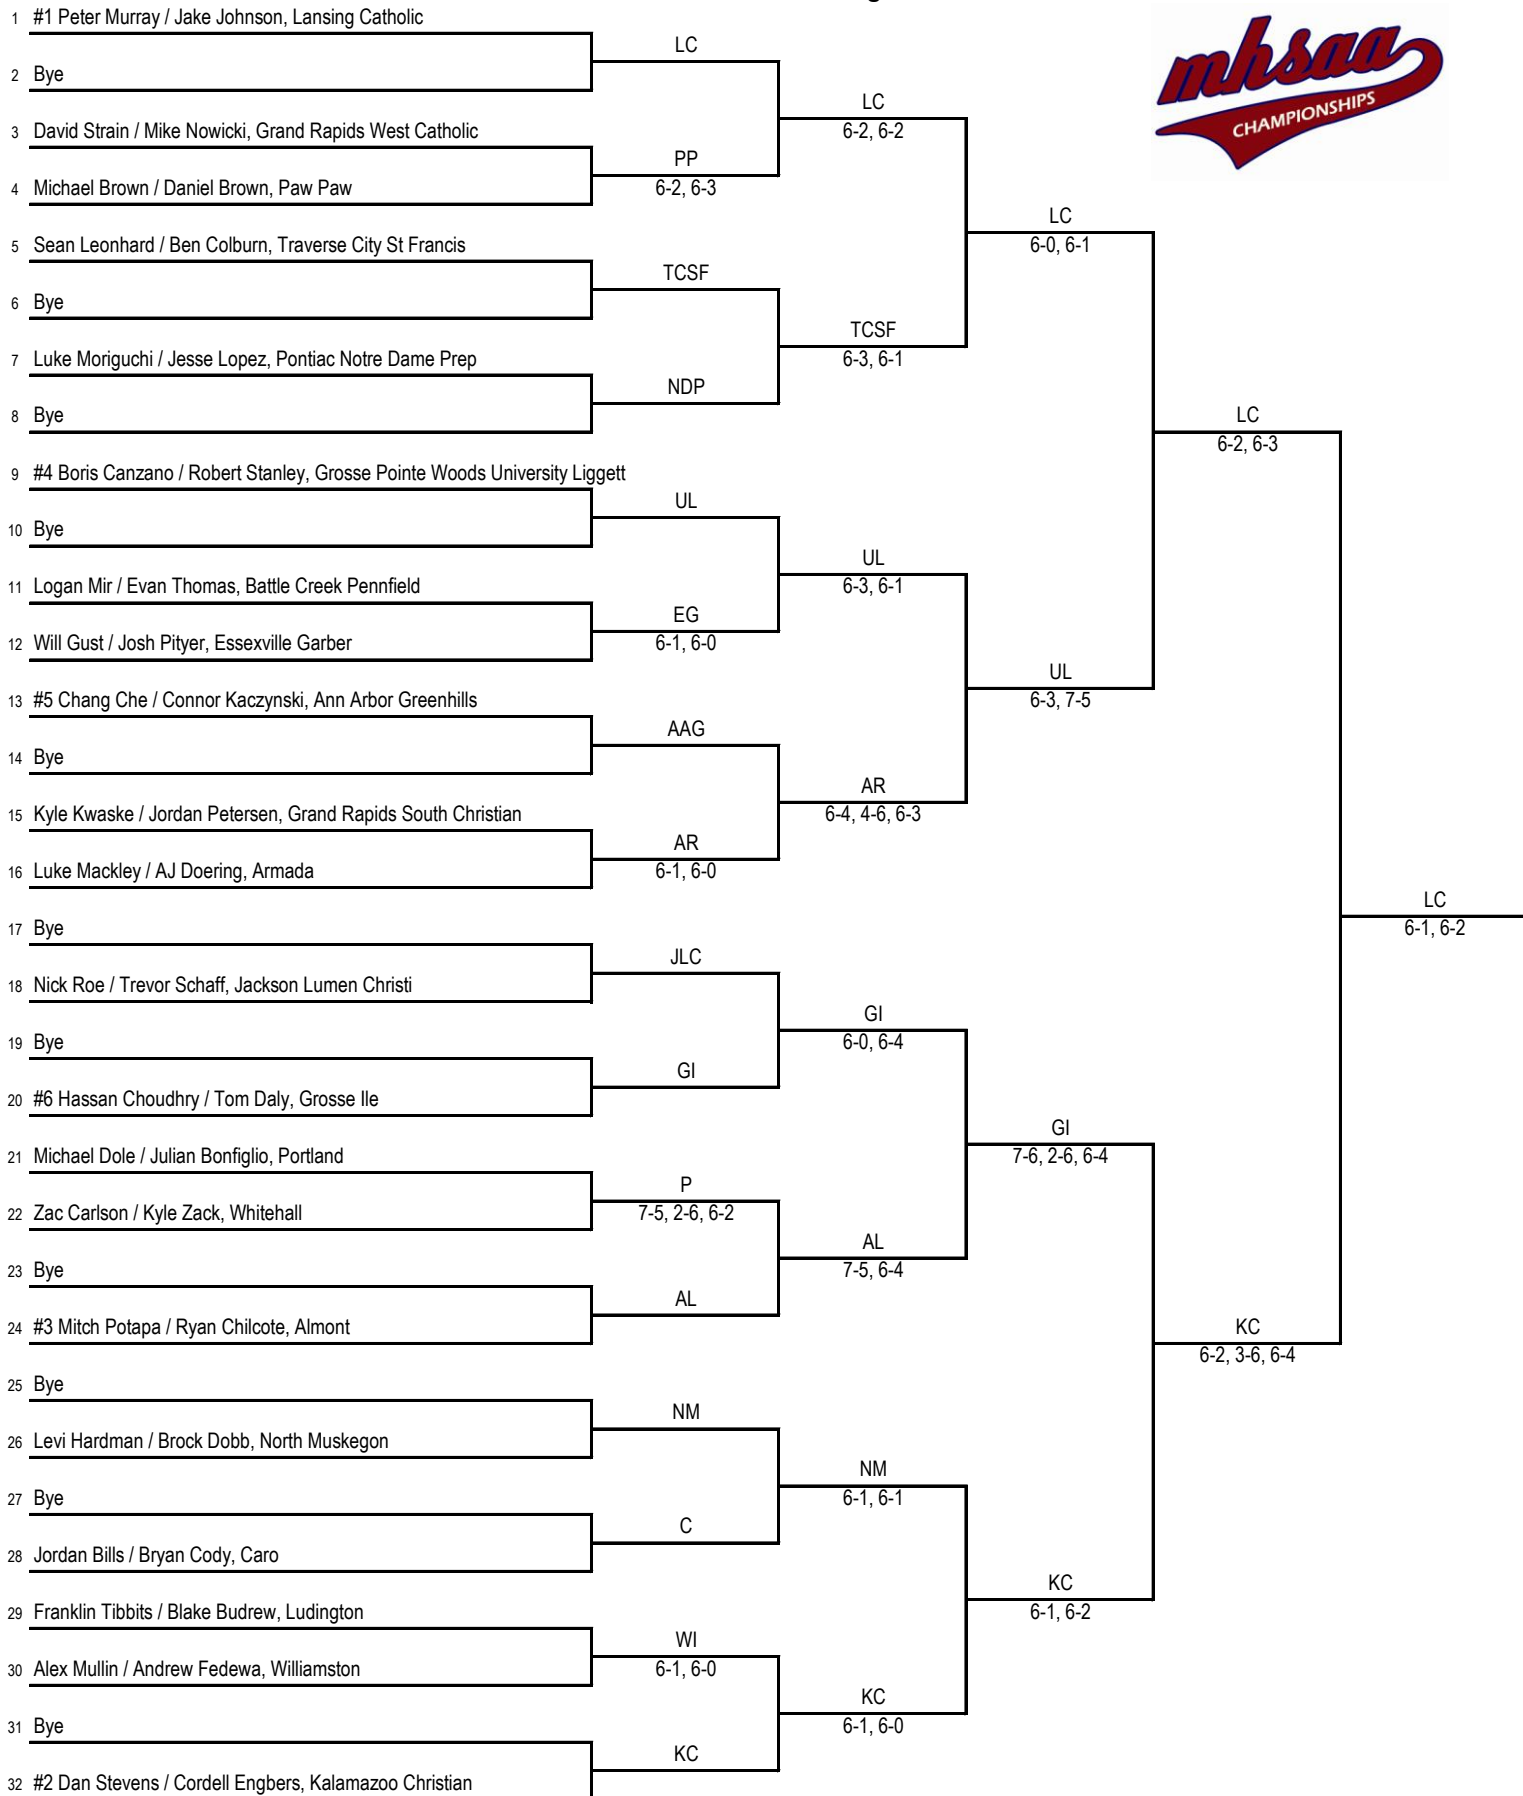 1 #1 Peter Murray / Jake Johnson, Lansing Catholic
LC
2 Bye
LC
6-2, 6-2
3 David Strain / Mike Nowicki, Grand Rapids West Catholic
PP
6-2, 6-3
4 Michael Brown / Daniel Brown, Paw Paw
LC
6-0, 6-1
5 Sean Leonhard / Ben Colburn, Traverse City St Francis
TCSF
6 Bye
TCSF
6-3, 6-1
7 Luke Moriguchi / Jesse Lopez, Pontiac Notre Dame Prep
NDP
8 Bye
LC
6-2, 6-3
9 #4 Boris Canzano / Robert Stanley, Grosse Pointe Woods University Liggett
UL
10 Bye
UL
6-3, 6-1
11 Logan Mir / Evan Thomas, Battle Creek Pennfield
EG
6-1, 6-0
12 Will Gust / Josh Pityer, Essexville Garber
UL
6-3, 7-5
13 #5 Chang Che / Connor Kaczynski, Ann Arbor Greenhills
AAG
14 Bye
AR
6-4, 4-6, 6-3
15 Kyle Kwaske / Jordan Petersen, Grand Rapids South Christian
AR
6-1, 6-0
16 Luke Mackley / AJ Doering, Armada
LC
6-1, 6-2
17 Bye
JLC
18 Nick Roe / Trevor Schaff, Jackson Lumen Christi
GI
6-0, 6-4
19 Bye
GI
20 #6 Hassan Choudhry / Tom Daly, Grosse Ile
GI
7-6, 2-6, 6-4
21 Michael Dole / Julian Bonfiglio, Portland
P
7-5, 2-6, 6-2
22 Zac Carlson / Kyle Zack, Whitehall
AL
7-5, 6-4
23 Bye
AL
24 #3 Mitch Potapa / Ryan Chilcote, Almont
KC
6-2, 3-6, 6-4
25 Bye
NM
26 Levi Hardman / Brock Dobb, North Muskegon
NM
6-1, 6-1
27 Bye
C
28 Jordan Bills / Bryan Cody, Caro
KC
6-1, 6-2
29 Franklin Tibbits / Blake Budrew, Ludington
WI
6-1, 6-0
30 Alex Mullin / Andrew Fedewa, Williamston
KC
6-1, 6-0
31 Bye
KC
32 #2 Dan Stevens / Cordell Engbers, Kalamazoo Christian
mhsaa
CHAMPIONSHIPS